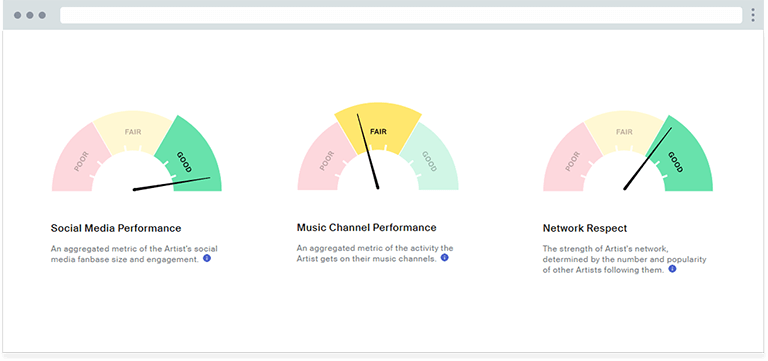 POOR
FAIR
GOOD
Social Media Performance
An aggregated metric of the Artist's social
media fanbase size and engagement. i
POOR
FAIR
GOOD
Music Channel Performance
An aggregated metric of the activity the
Artist gets on their music channels. i
POOR
FAIR
GOOD
Network Respect
The strength of Artist's network,
determined by the number and popularity
of other Artists following them. i